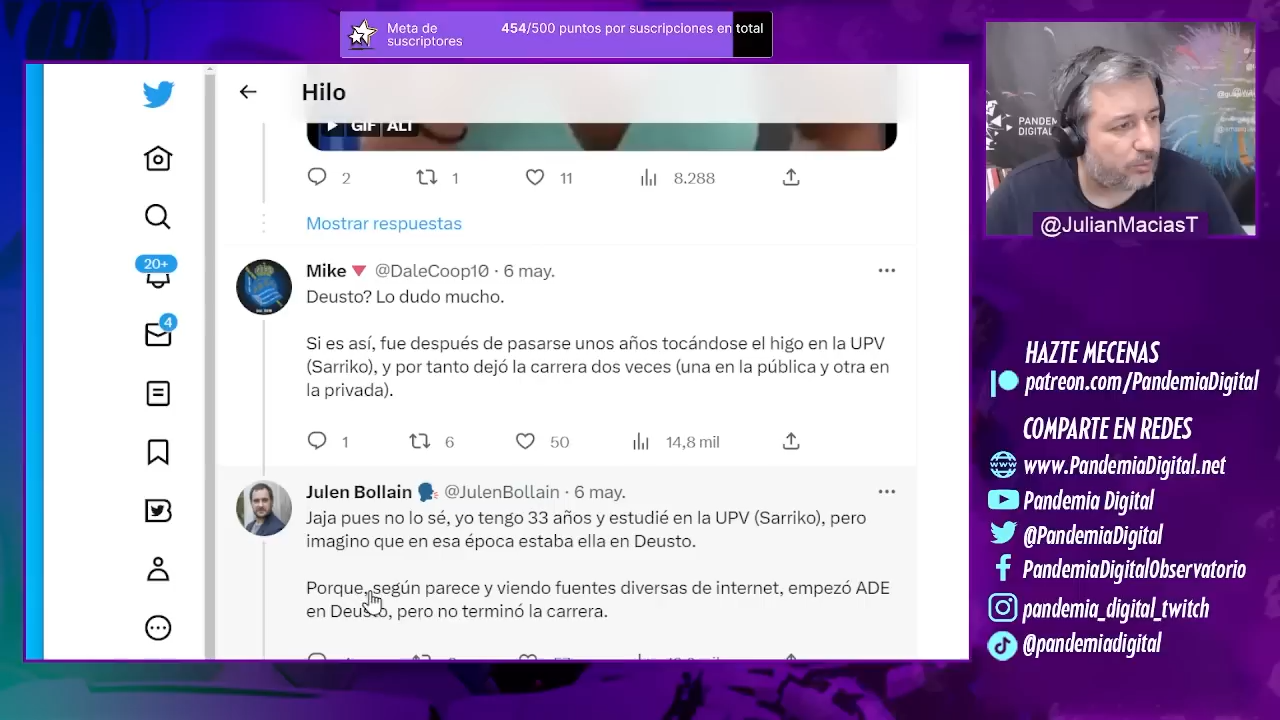 Meta de
suscriptores
454/500 puntos por suscripciones en total
Hilo
GIF ALT
2 1 11 8.288
Mostrar respuestas
20+
4
Mike @DaleCoop10 · 6 may.
Deusto? Lo dudo mucho.
Si es así, fue después de pasarse unos años tocándose el higo en la UPV
(Sarriko), y por tanto dejó la carrera dos veces (una en la pública y otra en
la privada).
1 6 50 14,8 mil
Julen Bollain @JulenBollain · 6 may.
Jaja pues no lo sé, yo tengo 33 años y estudié en la UPV (Sarriko), pero
imagino que en esa época estaba ella en Deusto.
Porque, según parece y viendo fuentes diversas de internet, empezó ADE
en Deusto, pero no terminó la carrera.
PANDEM
DIGITAL
@JulianMaciasT
HAZTE MECENAS
patreon.com/PandemiaDigital
COMPARTE EN REDES
www.PandemiaDigital.net
Pandemia Digital
@PandemiaDigital
PandemiaDigitalObservatorio
pandemia_digital_twitch
@pandemiadigital